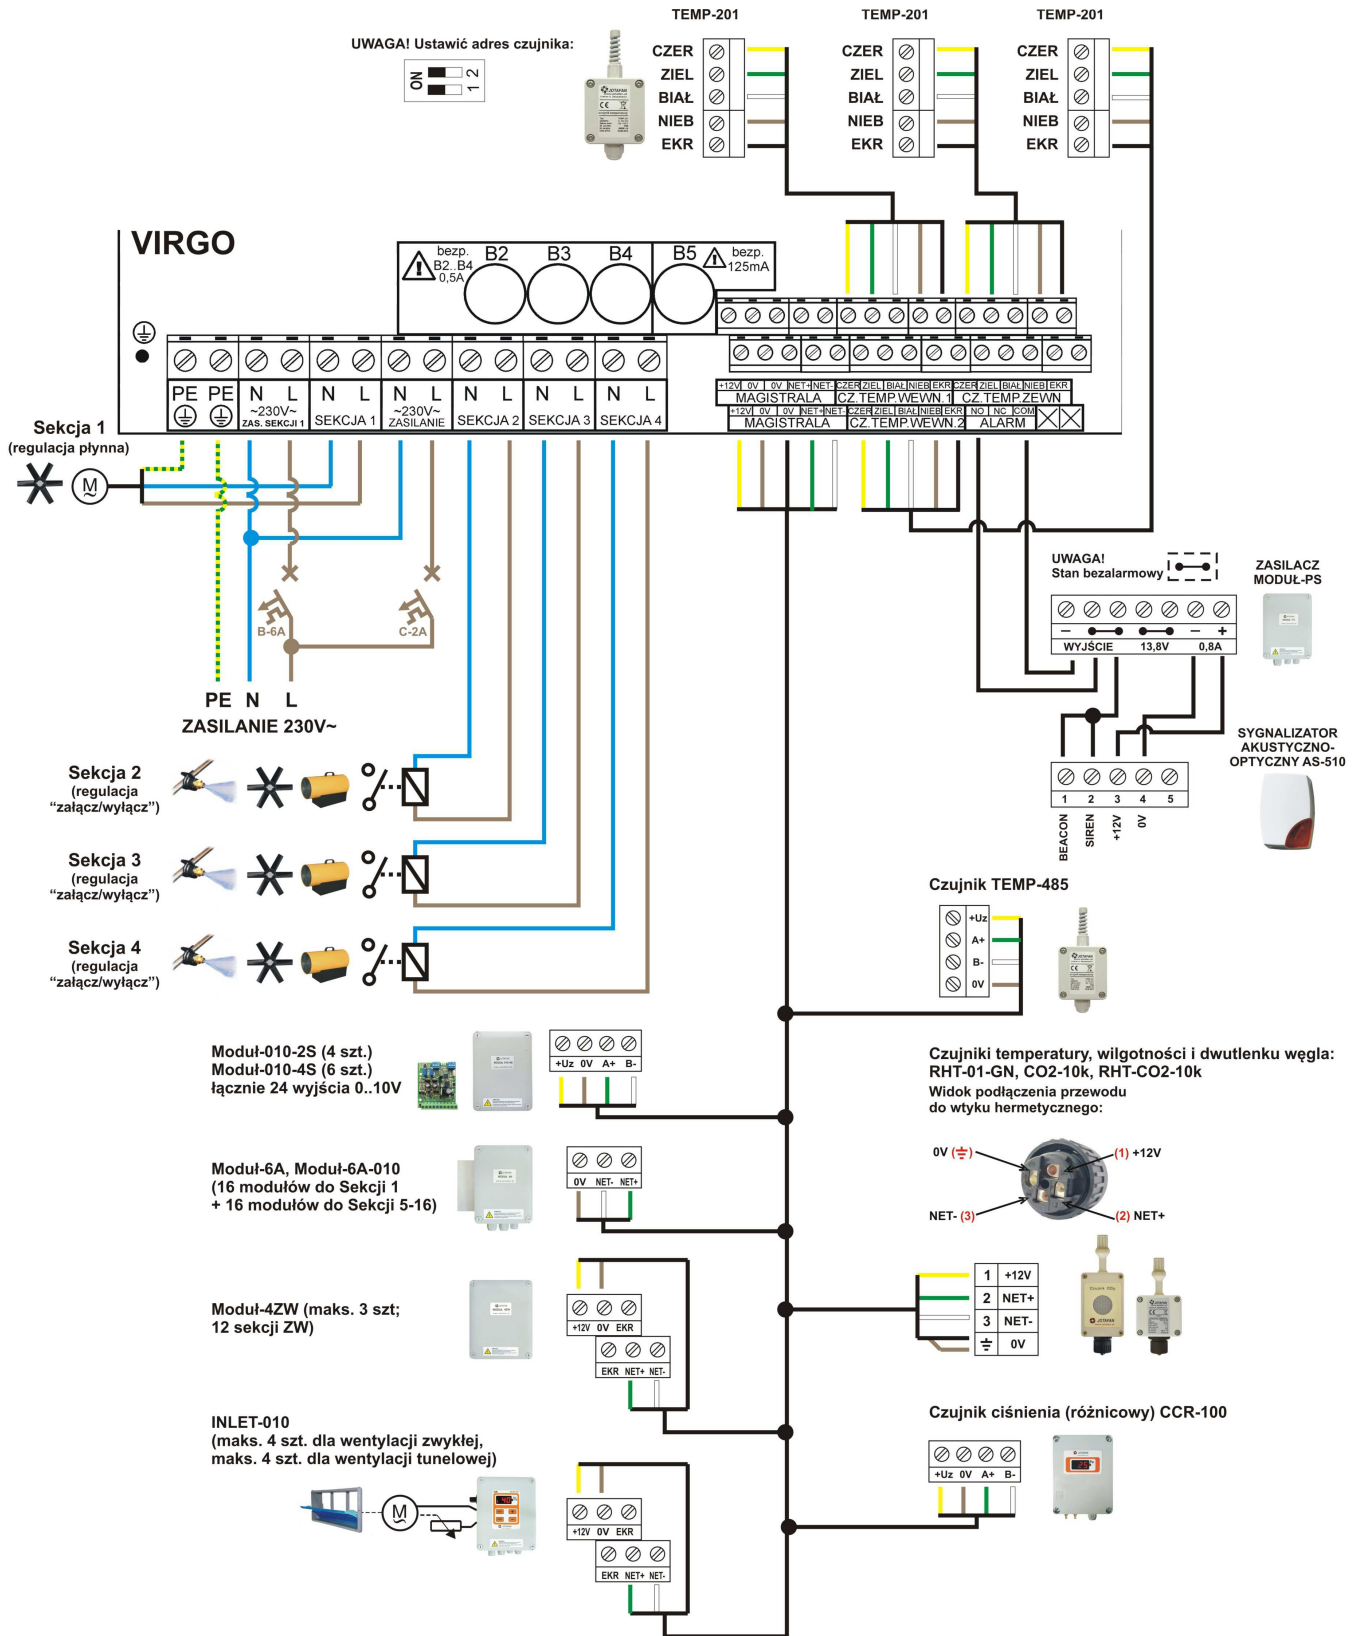 TEMP-201 TEMP-201 TEMP-201
UWAGA! Ustawić adres czujnika:
ON
1 2
CZER
ZIEL
BIAŁ
NIEB
EKR
CZER
ZIEL
BIAŁ
NIEB
EKR
CZER
ZIEL
BIAŁ
NIEB
EKR
JOTAFAN
VIRGO
bezp.
B2..B4
0,5A
B2 B3 B4 B5
bezp.
125mA
PE PE N L N L N L N L N L N L
~230V~
ZAS. SEKCJI 1
SEKCJA 1
~230V~
ZASILANIE
SEKCJA 2 SEKCJA 3 SEKCJA 4
+12V 0V 0V NET+ NET- CZER ZIEL BIAŁ NIEB EKR CZER ZIEL BIAŁ NIEB EKR
MAGISTRALA CZ.TEMP.WEWN.1 CZ.TEMP.ZEWN
+12V 0V 0V NET+ NET- CZER ZIEL BIAŁ NIEB EKR NO NC COM
MAGISTRALA CZ.TEMP.WEWN.2 ALARM
Sekcja 1
(regulacja płynna)
M
B-6A
C-2A
PE N L
ZASILANIE 230V~
UWAGA!
Stan bezalarmowy
ZASILACZ
MODUŁ-PS
– – +
WYJŚCIE 13,8V 0,8A
SYGNALIZATOR
AKUSTYCZNO-
OPTYCZNY AS-510
1 2 3 4 5
BEACON
SIREN
+12V
0V
Sekcja 2
(regulacja
“załącz/wyłącz”)
Sekcja 3
(regulacja
“załącz/wyłącz”)
Sekcja 4
(regulacja
“załącz/wyłącz”)
Czujnik TEMP-485
+Uz
A+
B-
0V
JOTAFAN
Moduł-010-2S (4 szt.)
Moduł-010-4S (6 szt.)
łącznie 24 wyjścia 0..10V
+Uz 0V A+ B-
Czujniki temperatury, wilgotności i dwutlenku węgla:
RHT-01-GN, CO2-10k, RHT-CO2-10k
Widok podłączenia przewodu
do wtyku hermetycznego:
0V ( )
(1) +12V
NET- (3)
(2) NET+
Moduł-6A, Moduł-6A-010
(16 modułów do Sekcji 1
+ 16 modułów do Sekcji 5-16)
0V NET- NET+
1 +12V
2 NET+
3 NET-
0V
JOTAFAN
Moduł-4ZW (maks. 3 szt;
12 sekcji ZW)
+12V 0V EKR
EKR NET+ NET-
Czujnik ciśnienia (różnicowy) CCR-100
+Uz 0V A+ B-
INLET-010
(maks. 4 szt. dla wentylacji zwykłej,
maks. 4 szt. dla wentylacji tunelowej)
M
+12V 0V EKR
EKR NET+ NET-